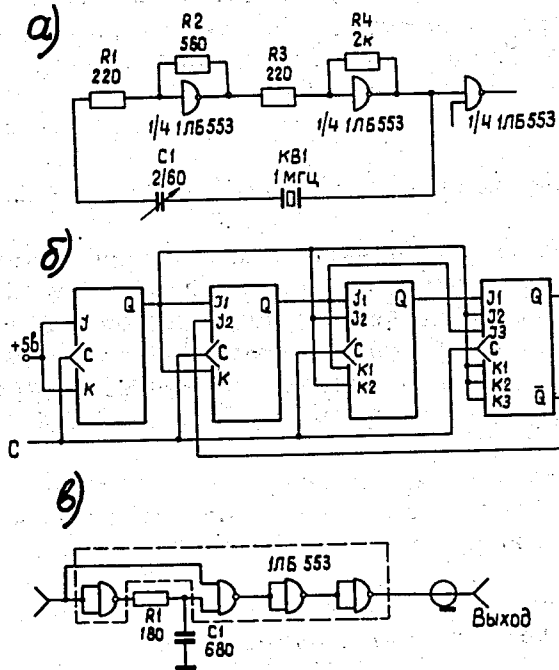 а)
R2
560
R4
2к
R1
220
R3
220
1/4 1ЛБ553
1/4 1ЛБ553
1/4 1ЛБ553
C1
2/60
КВ1
1 МГЦ
б)
Q
Q
Q
Q
J
J1
J2
J1
J2
J1
J2
J3
+5в
C
C
C
C
K
K
K1
K2
K1
K2
K3
Q̅
C
в)
1ЛБ 553
R1
180
C1
680
Выход